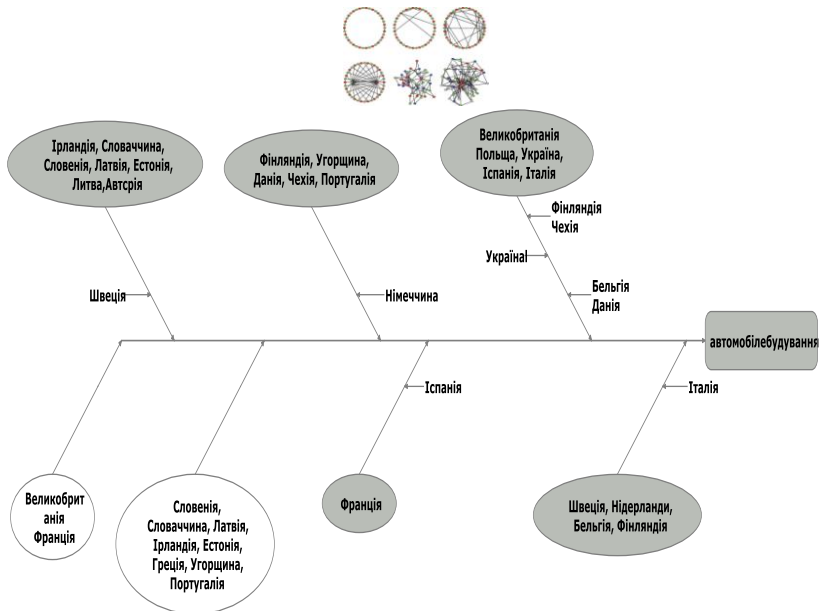 Ірландія, Словаччина,
Словенія, Латвія, Естонія,
Литва,Автсрія
Фінляндія, Угорщина,
Данія, Чехія, Португалія
Великобританія
Польща, Україна,
Іспанія, Італія
Фінляндія
Чехія
Українаl
Бельгія
Данія
Швеція
Німеччина
автомобілебудування
Іспанія
Італія
Великобрит
анія
Франція
Словенія,
Словаччина, Латвія,
Ірландія, Естонія,
Греція, Угорщина,
Португалія
Франція
Швеція, Нідерланди,
Бельгія, Фінляндія